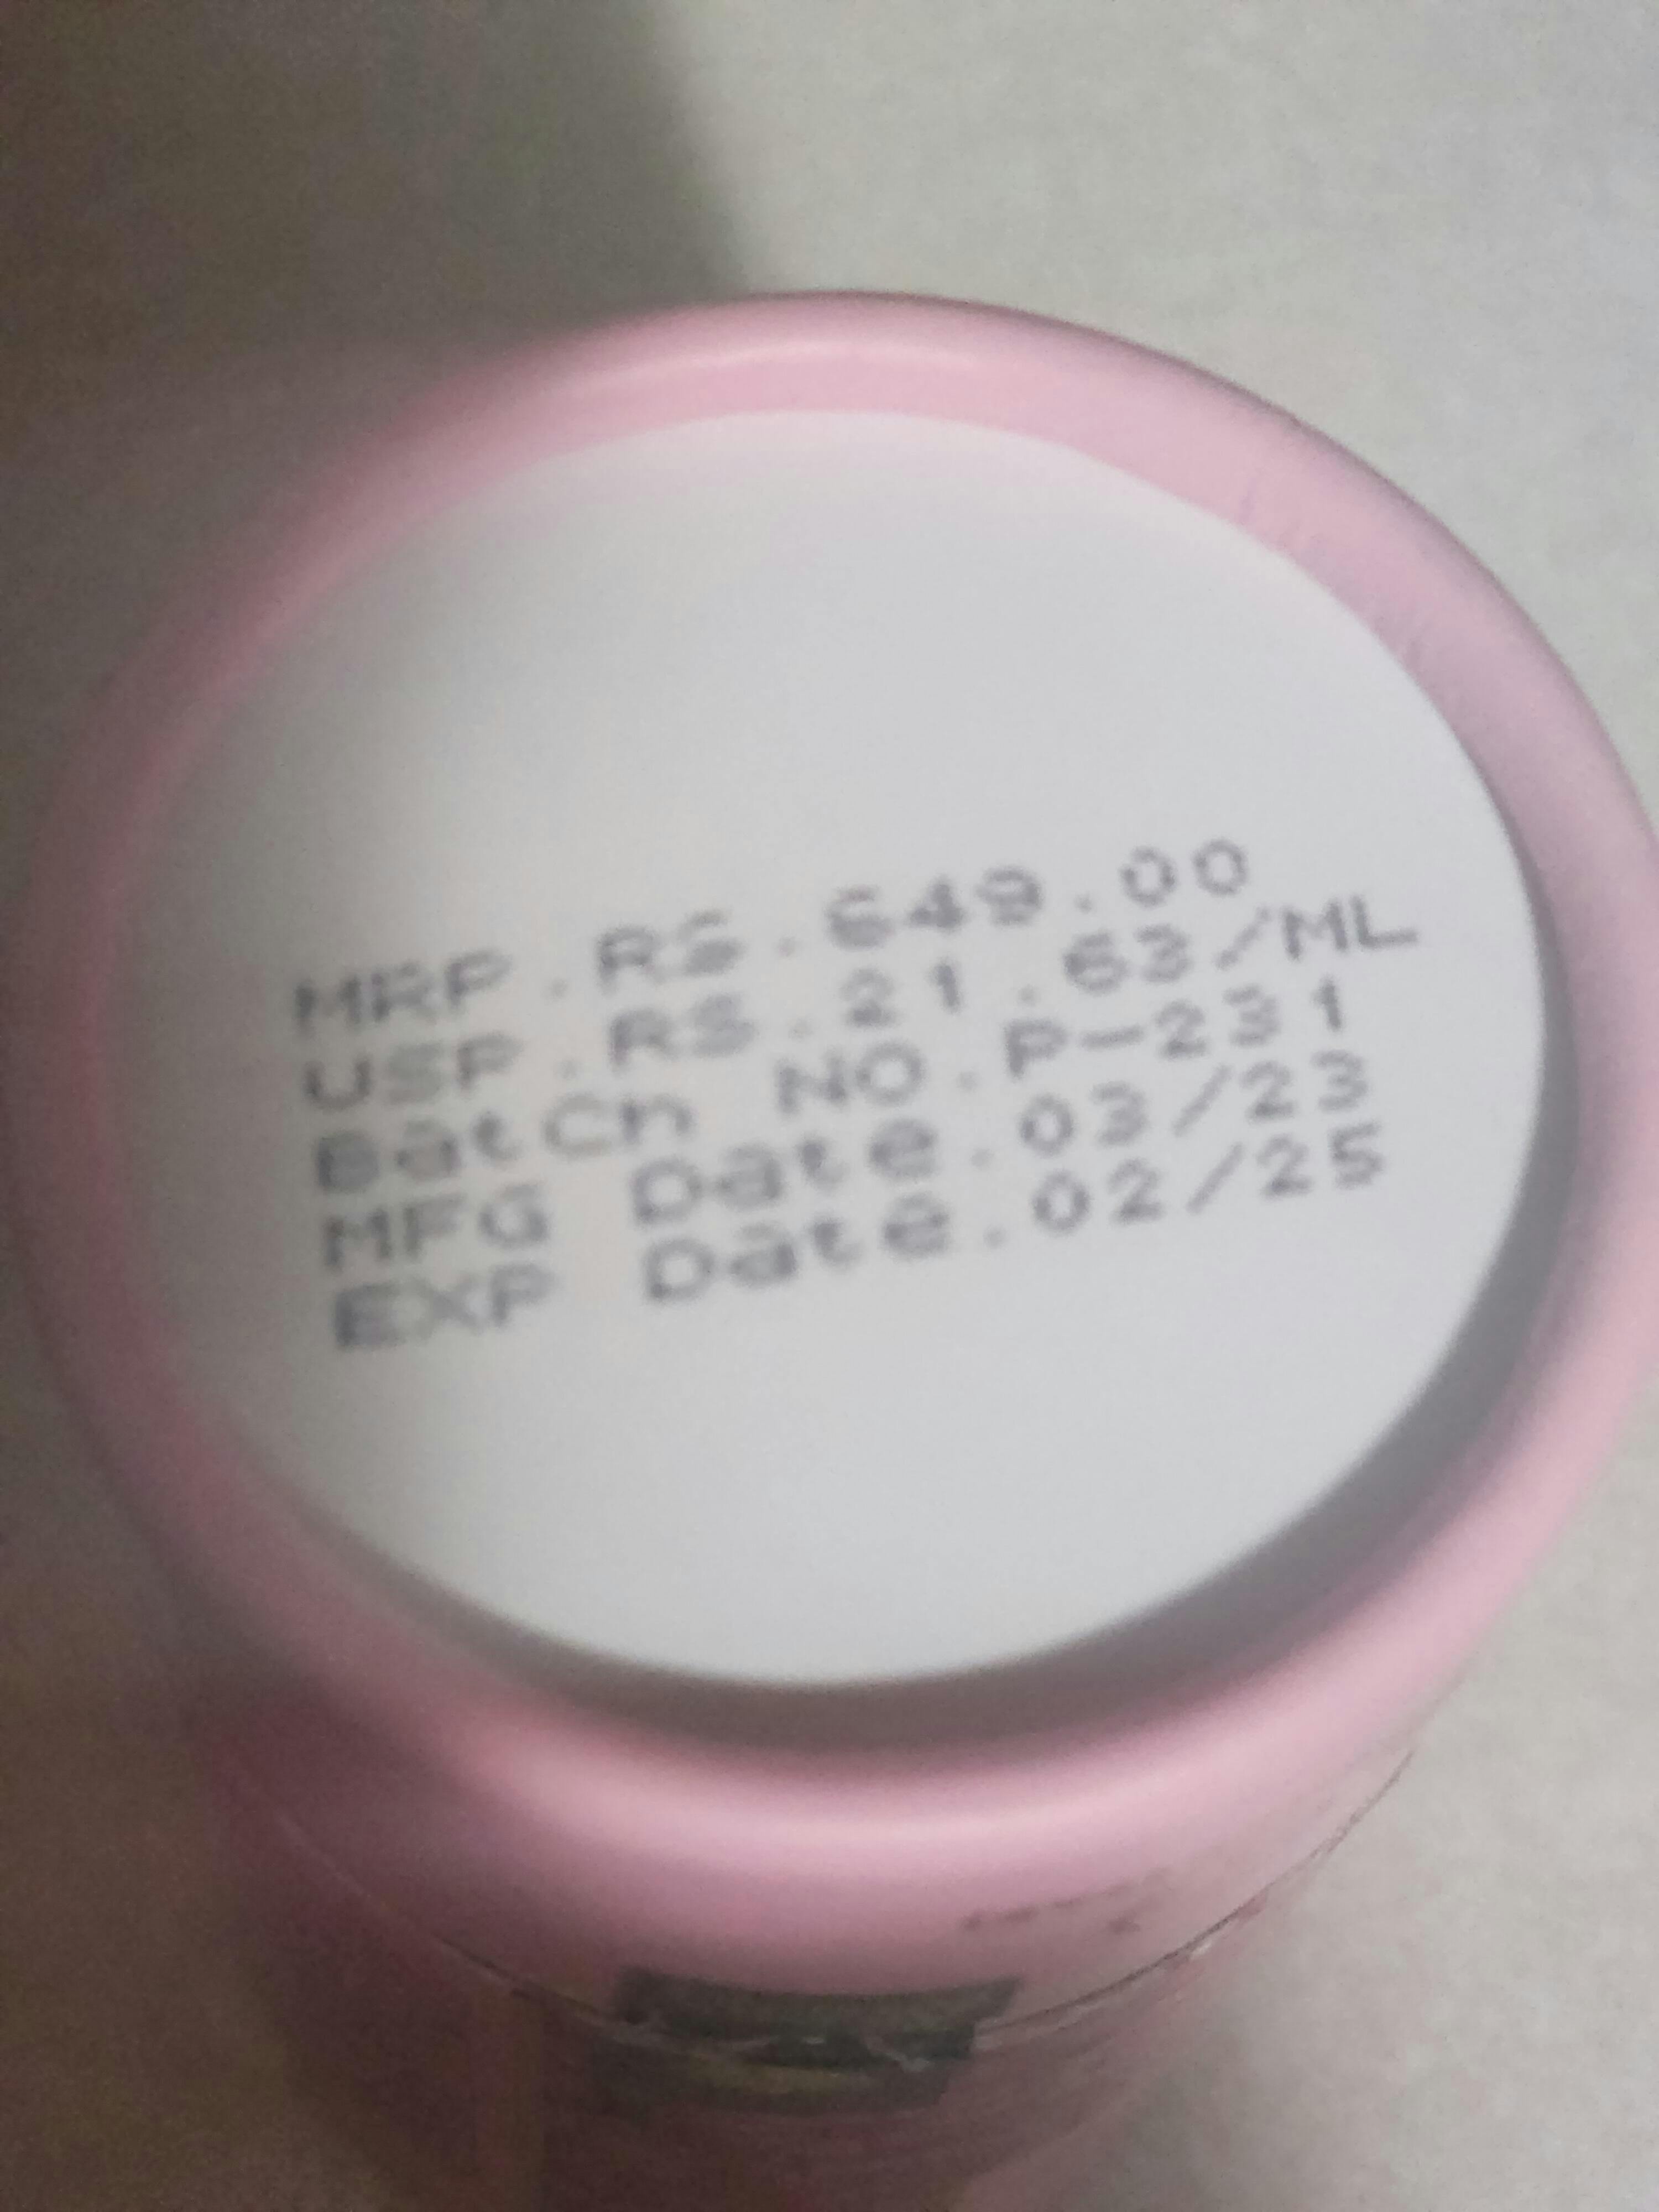 MRP.RS.649.00
USP.RS.21.63/ML
BatCh NO.P-231
MFG Date.03/23
EXP Date.02/25